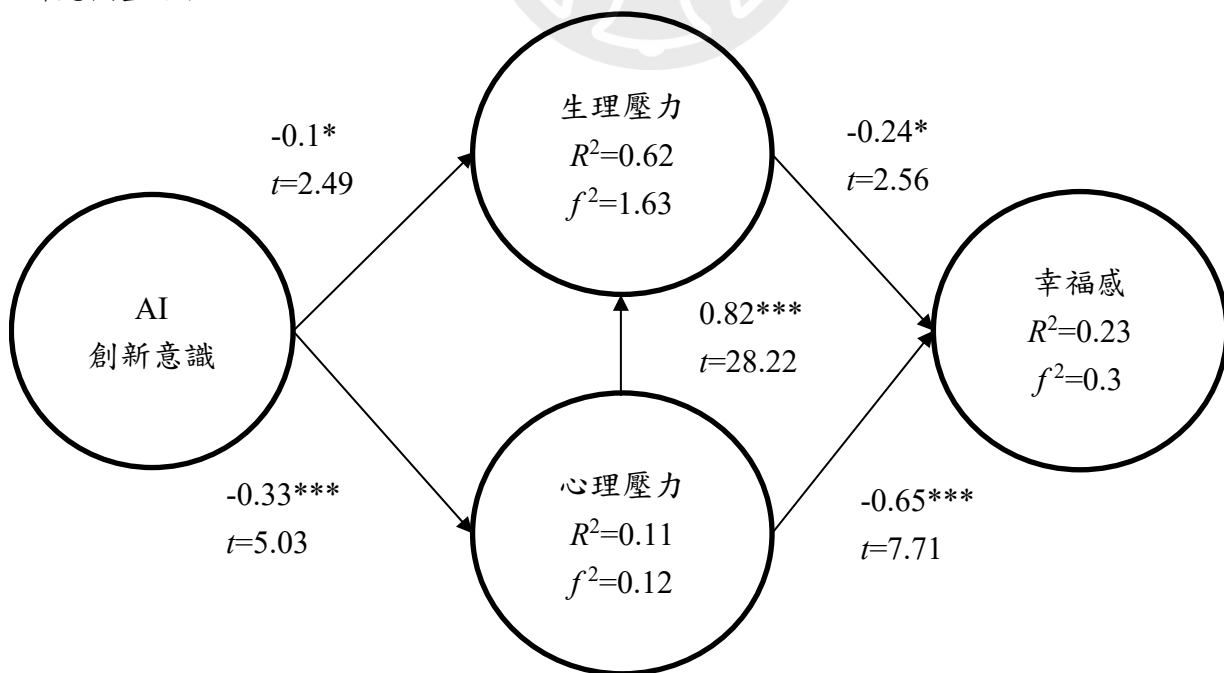 生理壓力
R²=0.62
f²=1.63
-0.1*
t=2.49
-0.24*
t=2.56
AI
創新意識
幸福感
R²=0.23
f²=0.3
0.82***
t=28.22
-0.33***
t=5.03
心理壓力
R²=0.11
f²=0.12
-0.65***
t=7.71